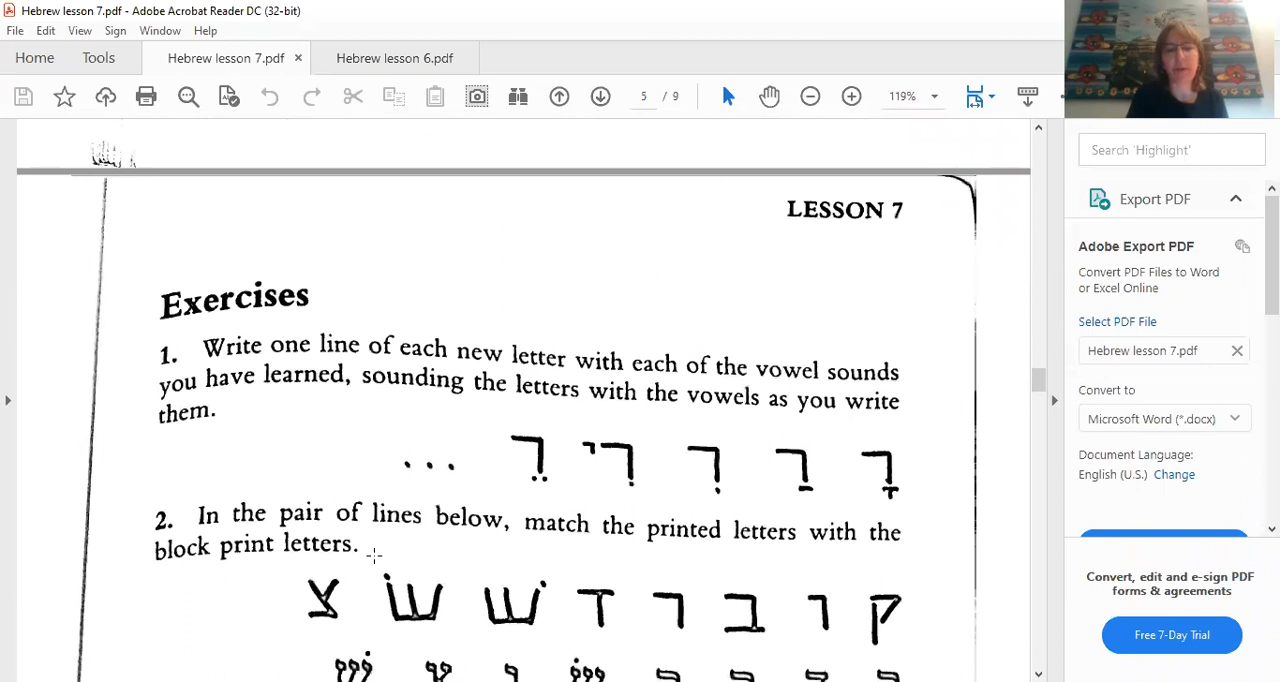 Hebrew lesson 7.pdf - Adobe Acrobat Reader DC (32-bit)
File Edit View Sign Window Help
Home Tools Hebrew lesson 7.pdf × Hebrew lesson 6.pdf
5 / 9 119%
LESSON 7
Exercises
1. Write one line of each new letter with each of the vowel sounds
you have learned, sounding the letters with the vowels as you write
them.
רָ רַ רִ רִי רֵ ...
2. In the pair of lines below, match the printed letters with the
block print letters.
ק ו ב ר ד שׁ שׂ צ
Search 'Highlight'
Export PDF
Adobe Export PDF
Convert PDF Files to Word
or Excel Online
Select PDF File
Hebrew lesson 7.pdf
Convert to
Microsoft Word (*.docx)
Document Language:
English (U.S.) Change
Convert, edit and e-sign PDF
forms & agreements
Free 7-Day Trial